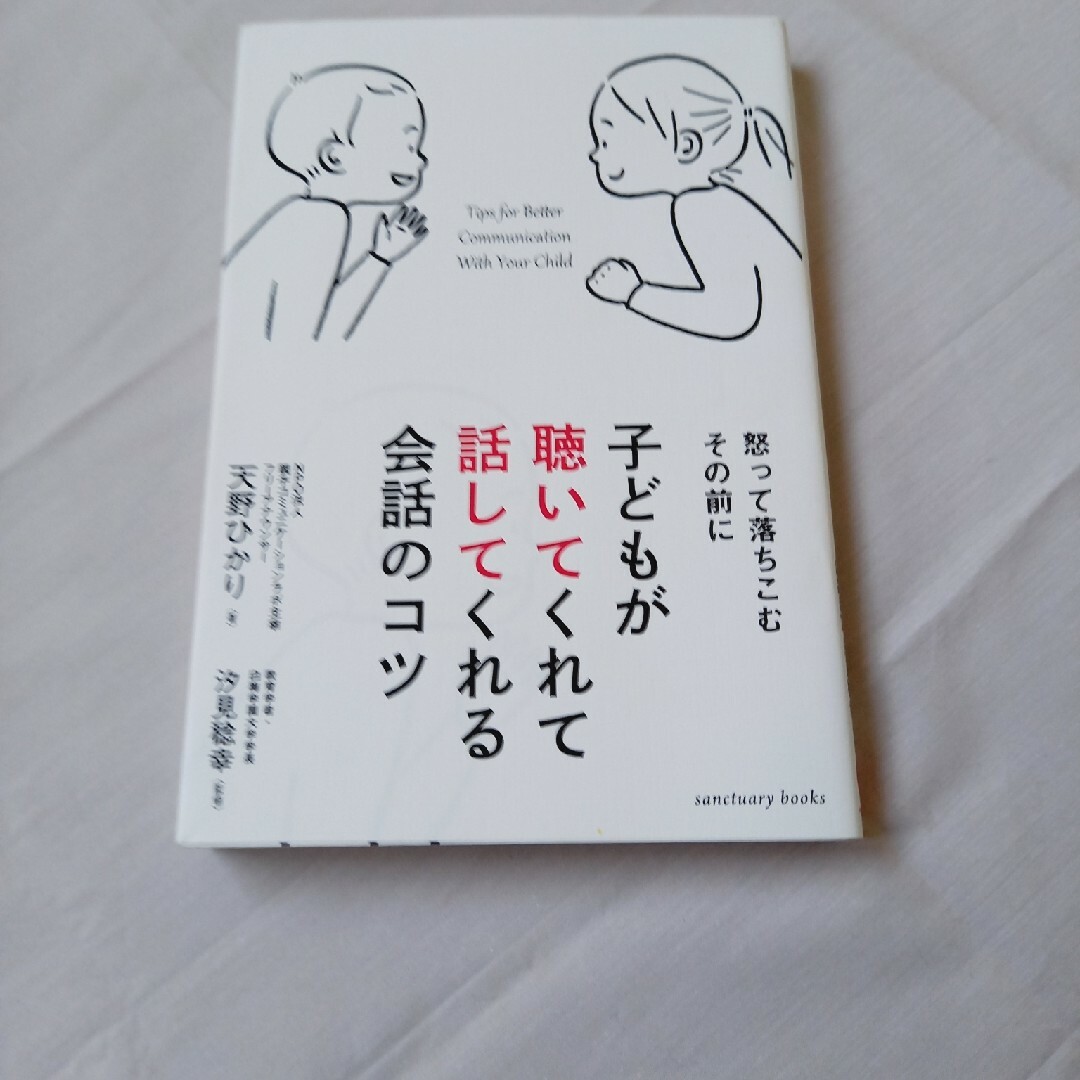 Tips for Better
Communication
With Your Child
怒って落ちこむ
その前に
子どもが
聴いてくれて
話してくれる
会話のコツ
天野ひかり
汐見稔幸
sanctuary books